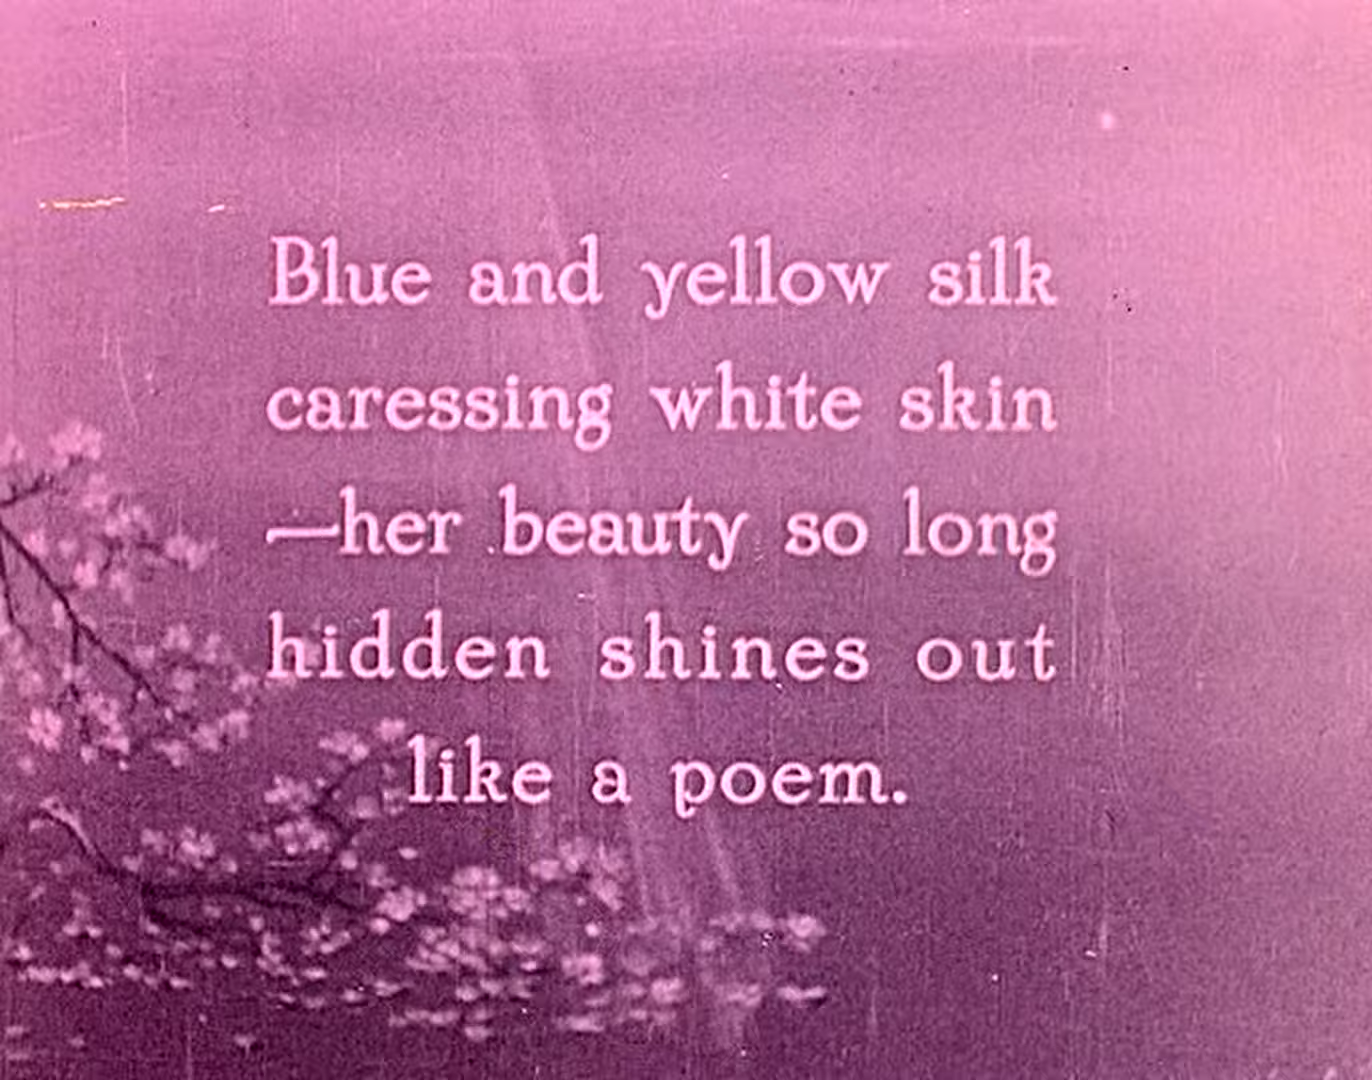 Blue and yellow silk
caressing white skin
—her beauty so long
hidden shines out
like a poem.